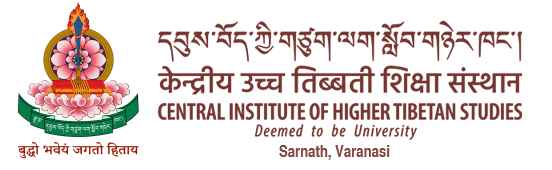 དབུས་བོད་ཀྱི་གཙུག་ལག་སློབ་གཉེར་ཁང་།
केन्द्रीय उच्च तिब्बती शिक्षा संस्थान
CENTRAL INSTITUTE OF HIGHER TIBETAN STUDIES
Deemed to be University
Sarnath, Varanasi
बुद्धो भवेयं जगतो हिताय